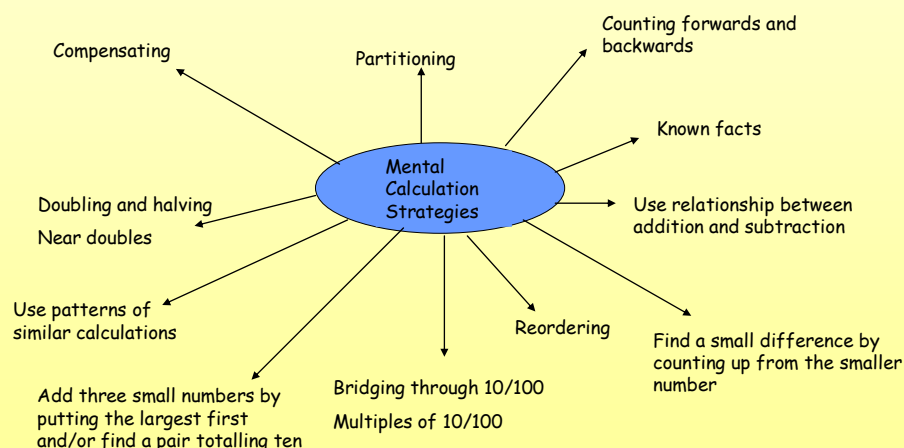 Counting forwards and
backwards
Compensating
Partitioning
Known facts
Mental
Calculation
Strategies
Doubling and halving
Near doubles
Use relationship between
addition and subtraction
Use patterns of
similar calculations
Reordering
Find a small difference by
counting up from the smaller
number
Add three small numbers by
putting the largest first
and/or find a pair totalling ten
Bridging through 10/100
Multiples of 10/100